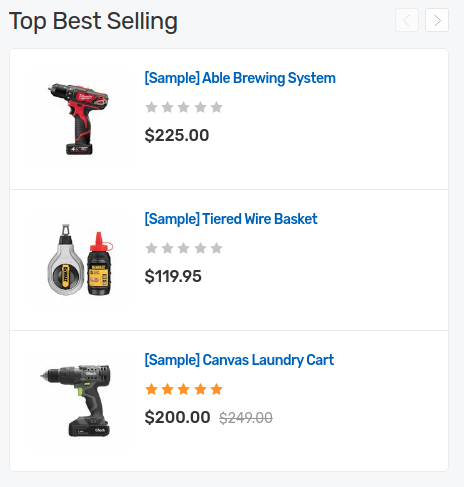 Top Best Selling
[Sample] Able Brewing System
$225.00
[Sample] Tiered Wire Basket
$119.95
[Sample] Canvas Laundry Cart
$200.00 $249.00